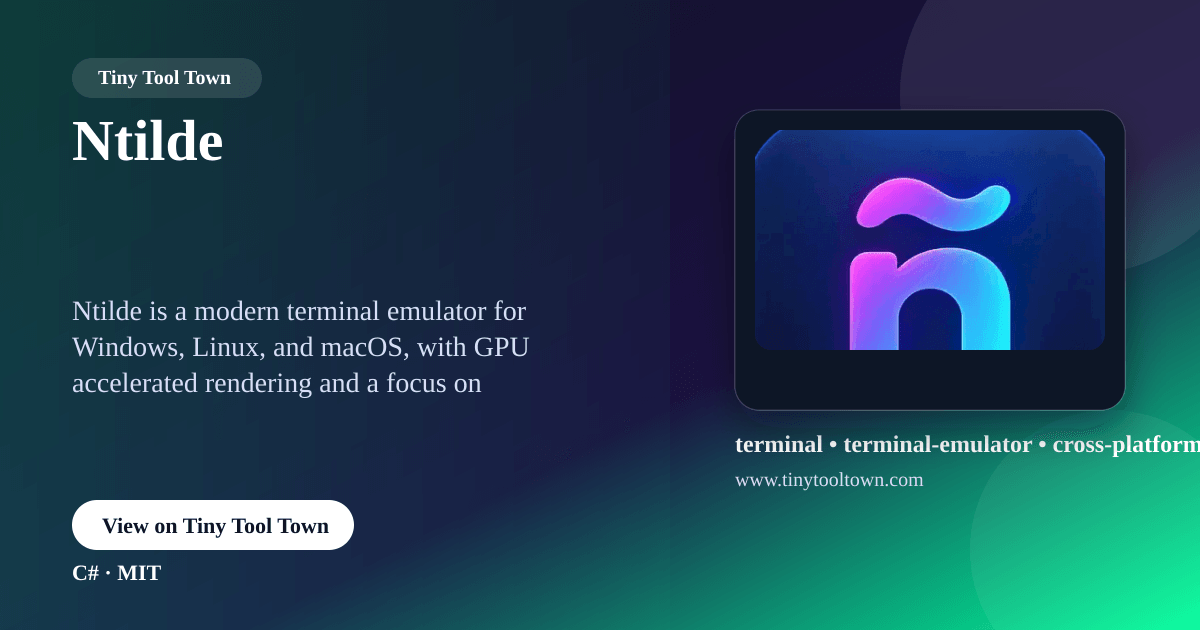 Tiny Tool Town
Ntilde
Ntilde is a modern terminal emulator for
Windows, Linux, and macOS, with GPU
accelerated rendering and a focus on
View on Tiny Tool Town
C# · MIT
ñ
terminal • terminal-emulator • cross-platform
www.tinytooltown.com